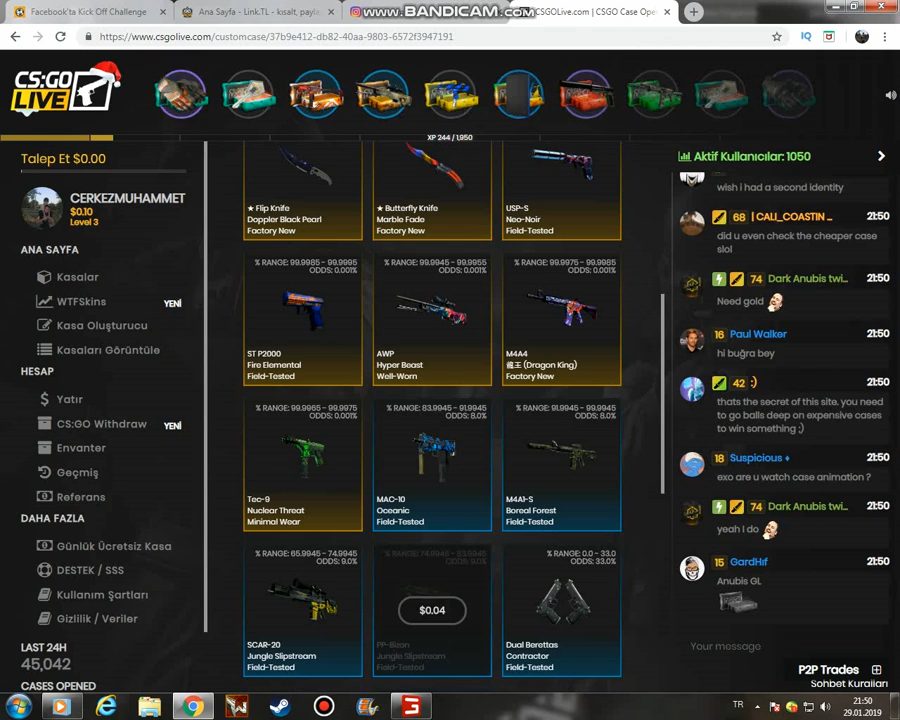 Facebook'ta Kick Off Challenge
Ana Sayfa - Link.TL - kısalt, payla
www.BANDICAM.com
CSGOLive.com | CSGO Case Ope
https://www.csgolive.com/customcase/37b9e412-db82-40aa-9803-6572f3947191
CS:GO
LIVE
XP 244 / 1,950
Talep Et $0.00
CERKEZMUHAMMET
$0.10
Level 3
ANA SAYFA
Kasalar
WTFSkins YENİ
Kasa Oluşturucu
Kasaları Görüntüle
HESAP
Yatır
CS:GO Withdraw YENİ
Envanter
Geçmiş
Referans
DAHA FAZLA
Günlük Ücretsiz Kasa
DESTEK / SSS
Kullanım Şartları
Gizlilik / Veriler
LAST 24H
45,042
CASES OPENED
★ Flip Knife
Doppler Black Pearl
Factory New
★ Butterfly Knife
Marble Fade
Factory New
USP-S
Neo-Noir
Field-Tested
% RANGE: 99.9985 - 99.9995
ODDS: 0.001%
ST P2000
Fire Elemental
Field-Tested
% RANGE: 99.9945 - 99.9955
ODDS: 0.001%
AWP
Hyper Beast
Well-Worn
% RANGE: 99.9975 - 99.9985
ODDS: 0.001%
M4A4
龍王 (Dragon King)
Factory New
% RANGE: 99.9965 - 99.9975
ODDS: 0.001%
Tec-9
Nuclear Threat
Minimal Wear
% RANGE: 83.9945 - 91.9945
ODDS: 8.0%
MAC-10
Oceanic
Field-Tested
% RANGE: 91.9945 - 99.9945
ODDS: 8.0%
M4A1-S
Boreal Forest
Field-Tested
% RANGE: 65.9945 - 74.9945
ODDS: 9.0%
SCAR-20
Jungle Slipstream
Field-Tested
% RANGE: 74.9945 - 83.9945
ODDS: 9.0%
$0.04
PP-Bizon
Jungle Slipstream
Field-Tested
% RANGE: 0.0 - 33.0
ODDS: 33.0%
Dual Berettas
Contractor
Field-Tested
Aktif Kullanıcılar: 1050
wish i had a second identity
68 | CALI_COASTIN ... 21:50
did u even check the cheaper case
slol
74 Dark Anubis twi... 21:50
Need gold
16 Paul Walker 21:50
hi buğra bey
42 :) 21:50
thats the secret of this site. you need
to go balls deep on expensive cases
to win something ;)
18 Suspicious ♦ 21:50
exo are u watch case animation ?
74 Dark Anubis twi... 21:50
yeah I do
15 GardHıf 21:50
Anubis GL
Your message
P2P Trades
Sohbet Kuralları
TR
21:50
29.01.2019